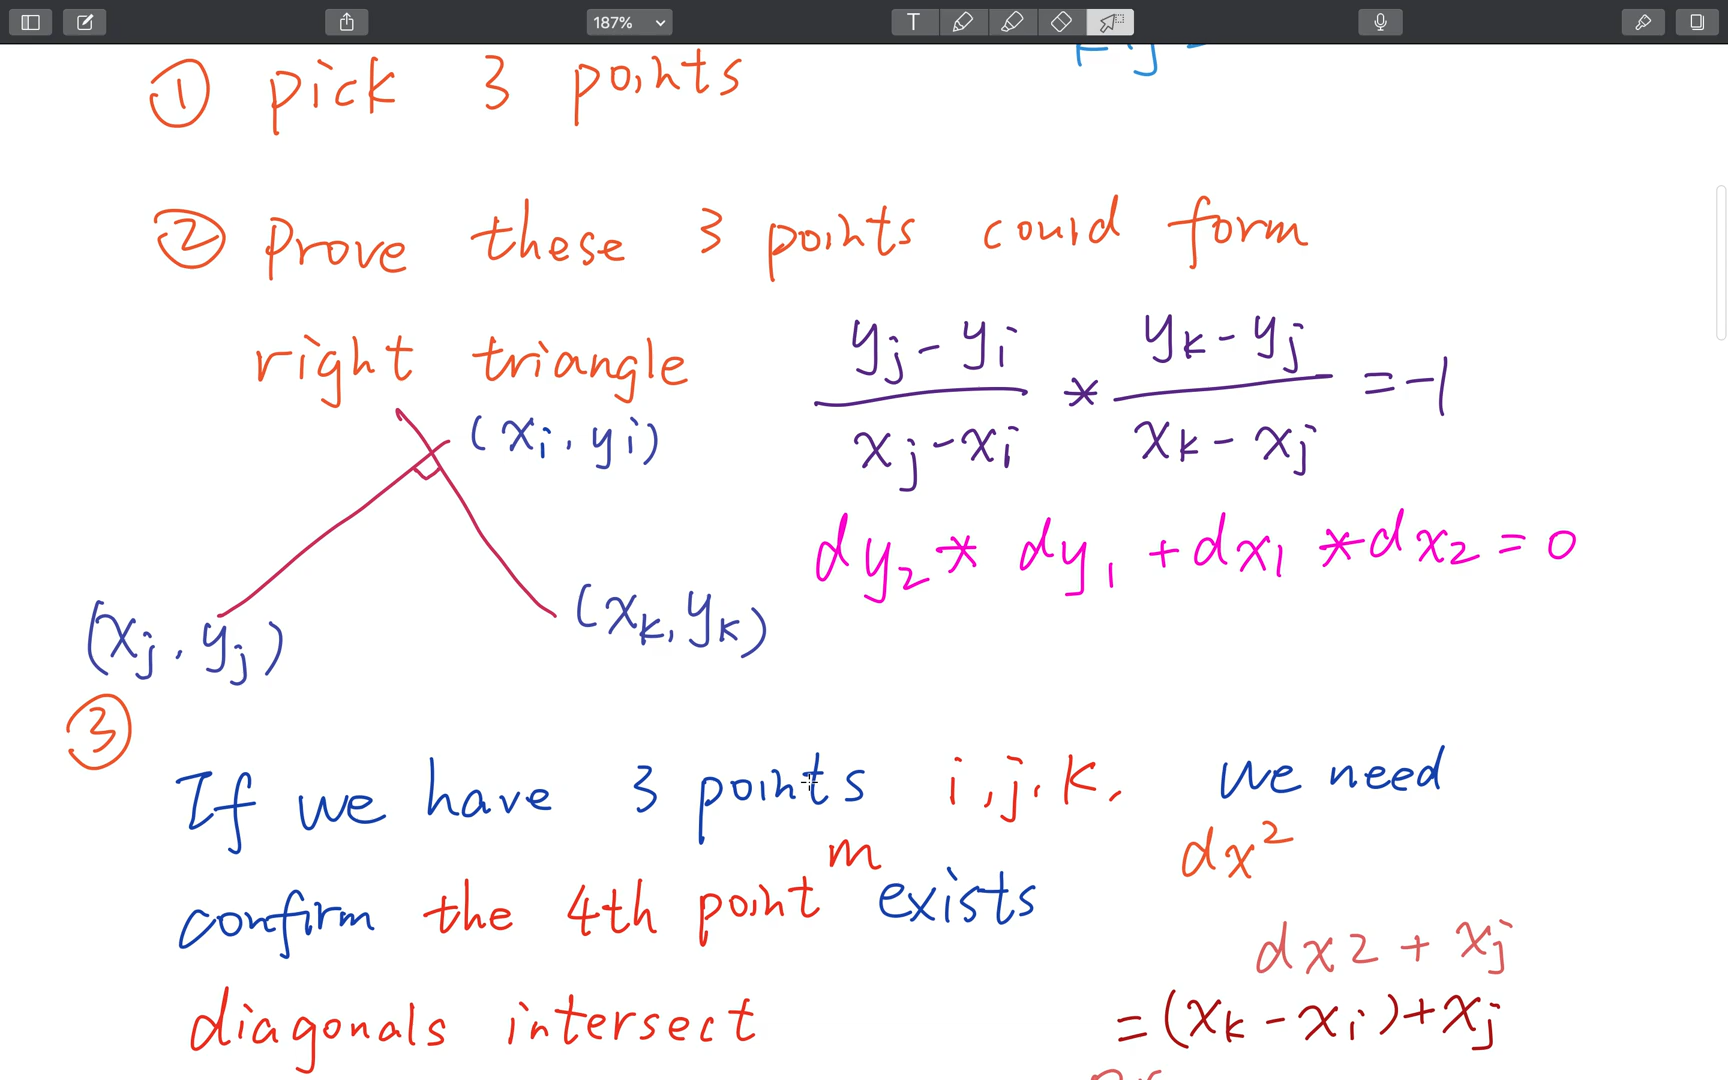 187%
T
① pick 3 points
② Prove these 3 points could form
right triangle
yj - yi / xj - xi * yk - yj / xk - xj = -1
(xi, yi)
dy2 * dy1 + dx1 * dx2 = 0
(xj, yj)
(xk, yk)
③
If we have 3 points i, j, k, we need
dx²
confirm the 4th point m exists
dx2 + xj
diagonals intersect
= (xk - xi) + xj